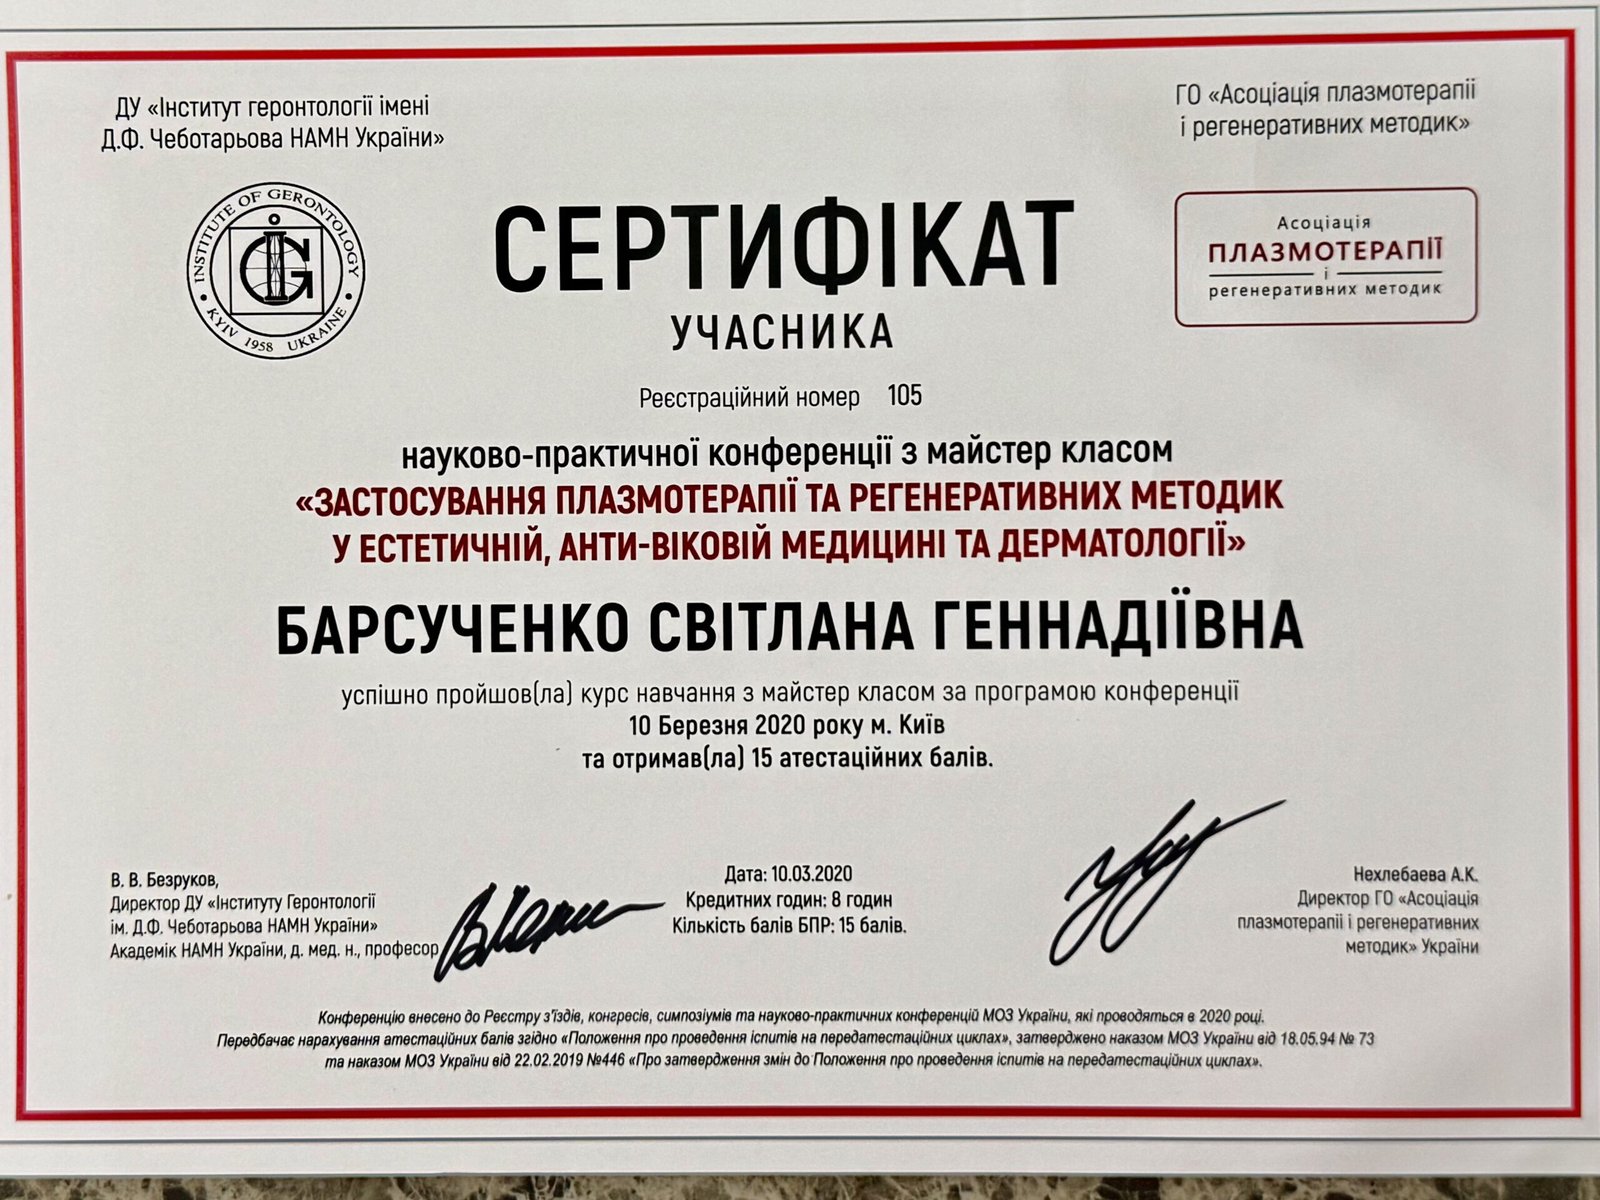 ДУ «Інститут геронтології імені
Д.Ф. Чеботарьова НАМН України»
ГО «Асоціація плазмотерапії
і регенеративних методик»
INSTITUTE OF GERONTOLOGY
KYIV 1958 UKRAINE
IG
Асоціація
ПЛАЗМОТЕРАПІЇ
і
регенеративних методик
СЕРТИФІКАТ
УЧАСНИКА
Реєстраційний номер 105
науково-практичної конференції з майстер класом
«ЗАСТОСУВАННЯ ПЛАЗМОТЕРАПІЇ ТА РЕГЕНЕРАТИВНИХ МЕТОДИК
У ЕСТЕТИЧНІЙ, АНТИ-ВІКОВІЙ МЕДИЦИНІ ТА ДЕРМАТОЛОГІЇ»
БАРСУЧЕНКО СВІТЛАНА ГЕННАДІЇВНА
успішно пройшов(ла) курс навчання з майстер класом за програмою конференції
10 Березня 2020 року м. Київ
та отримав(ла) 15 атестаційних балів.
В. В. Безруков,
Директор ДУ «Інституту Геронтології
ім. Д.Ф. Чеботарьова НАМН України»
Академік НАМН України, д. мед. н., професор
Дата: 10.03.2020
Кредитних годин: 8 годин
Кількість балів БПР: 15 балів.
Нехлебаева А.К.
Директор ГО «Асоціація
плазмотерапії і регенеративних
методик» України
Конференцію внесено до Реєстру з'їздів, конгресів, симпозіумів та науково-практичних конференцій МОЗ України, які проводяться в 2020 році.
Передбачає нарахування атестаційних балів згідно «Положення про проведення іспитів на передатестаційних циклах», затверджено наказом МОЗ України від 18.05.94 № 73
та наказом МОЗ України від 22.02.2019 №446 «Про затвердження змін до Положення про проведення іспитів на передатестаційних циклах».